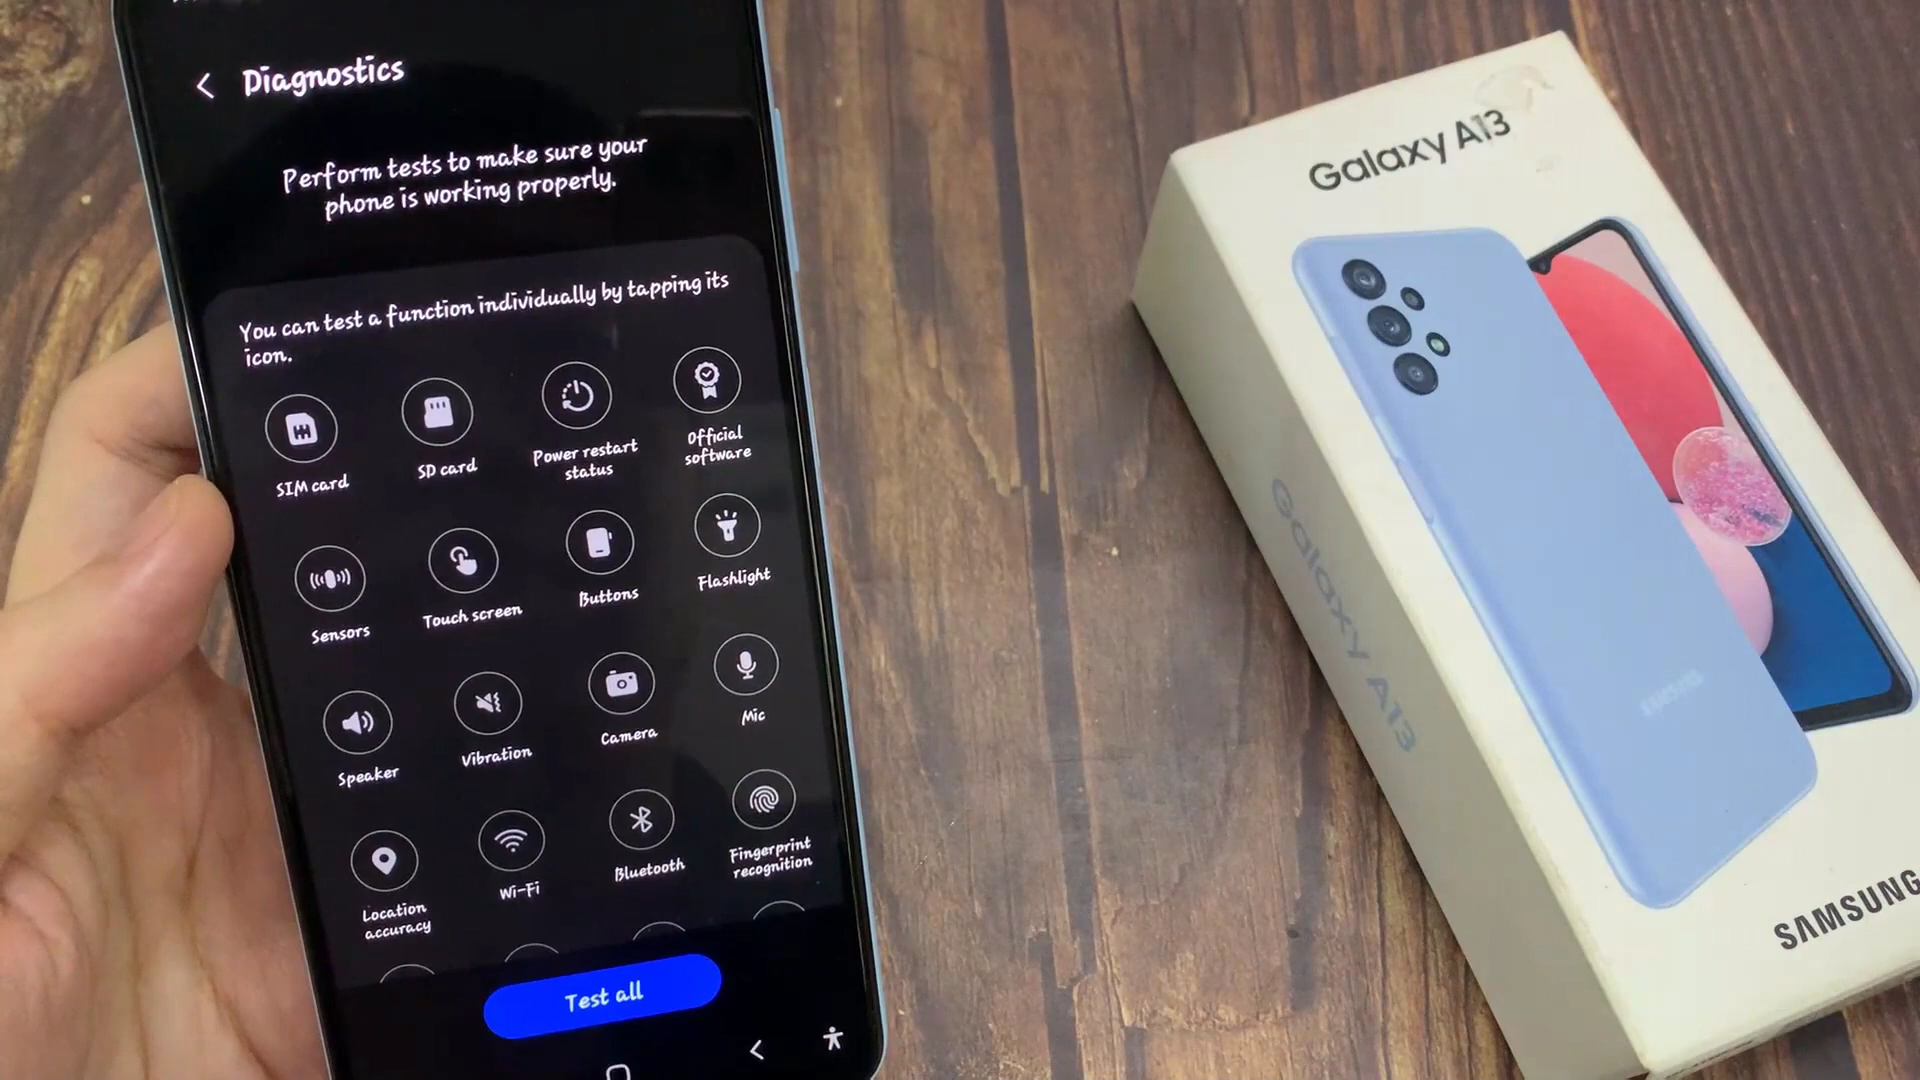 Diagnostics
Perform tests to make sure your
phone is working properly.
You can test a function individually by tapping its
icon.
SIM card
SD card
Power restart
status
Official
software
Sensors
Touch screen
Buttons
Flashlight
Speaker
Vibration
Camera
Mic
Location
accuracy
Wi-Fi
Bluetooth
Fingerprint
recognition
Test all
Galaxy A13
SAMSUNG
Galaxy A13
SAMSUNG